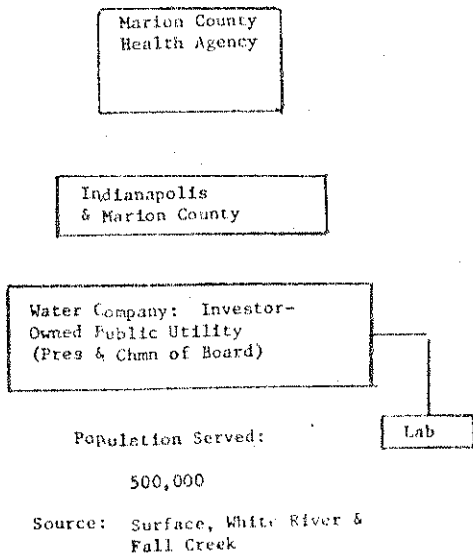 Marion County
Health Agency
Indianapolis
& Marion County
Water Company: Investor-
Owned Public Utility
(Pres & Chmn of Board)
Lab
Population Served:
500,000
Source: Surface, White River &
Fall Creek